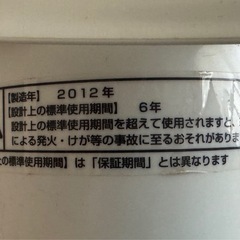 【製造年】 2012年
【設計上の標準使用期間】 6年
設計上の標準使用期間を超えて使用されますと、
による発火・けが等の事故に至るおそれがありま
上の標準使用期間】は「保証期間」とは異なります